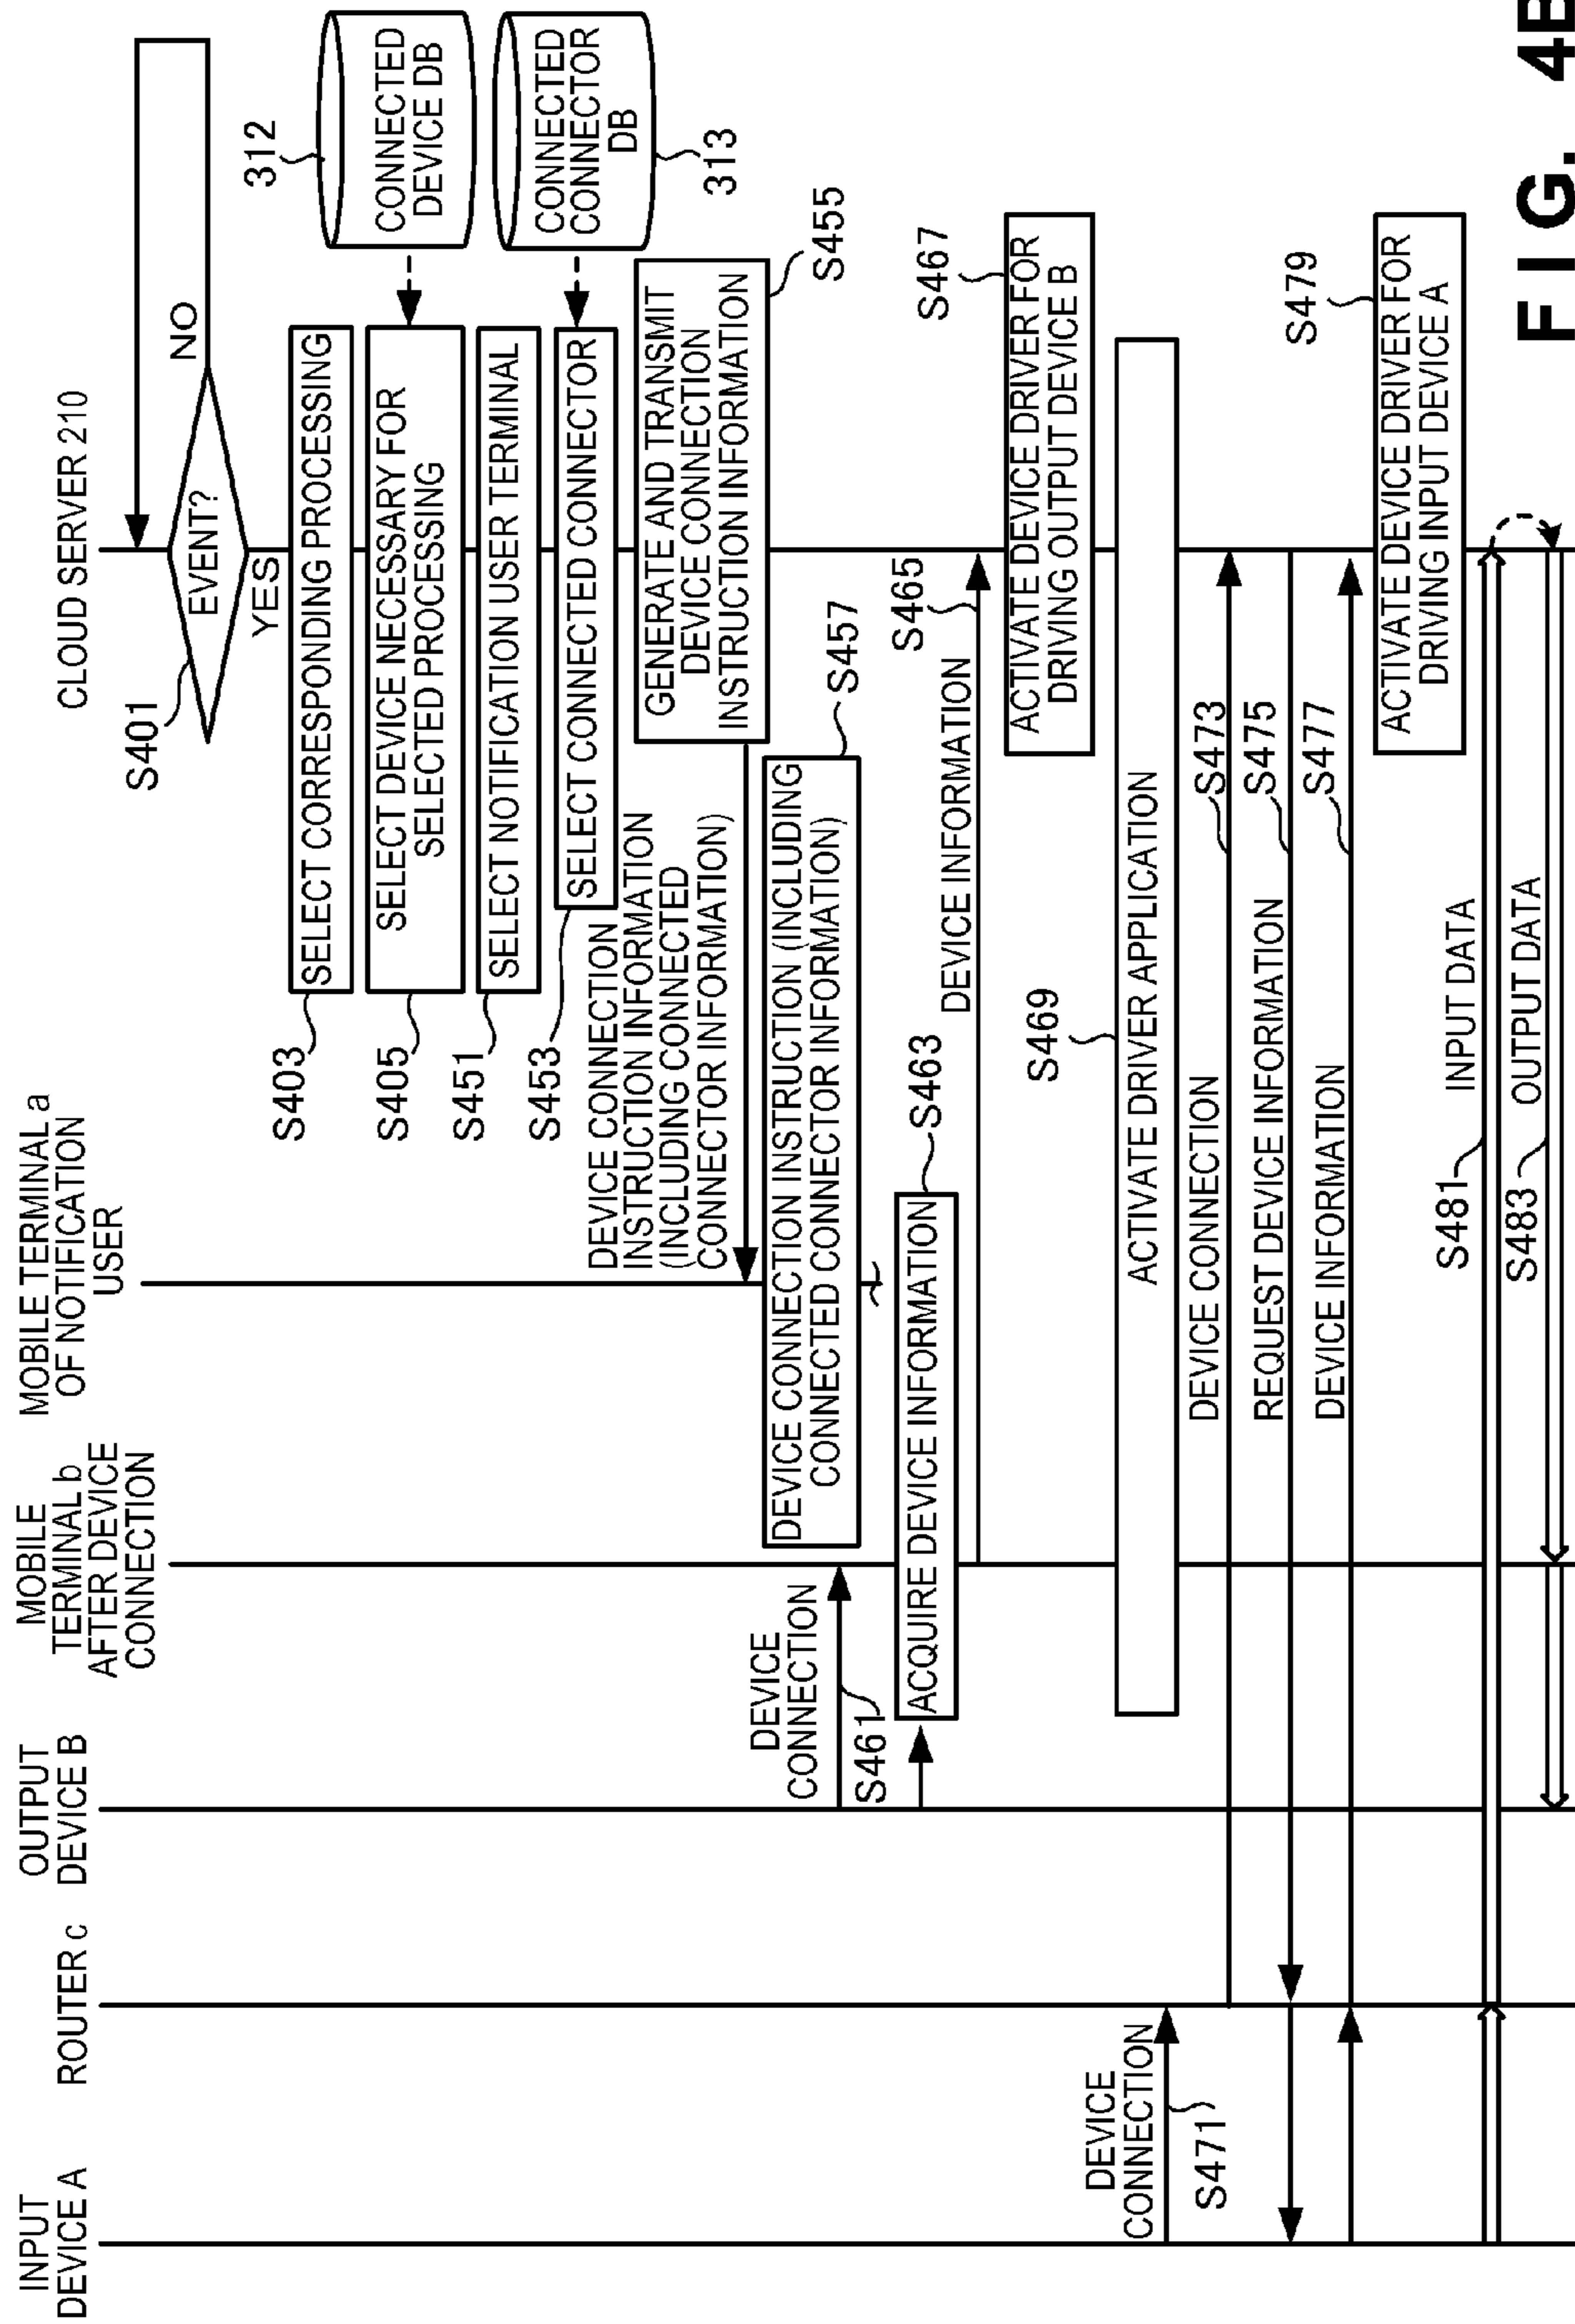 INPUT
DEVICE A
ROUTER c
OUTPUT
DEVICE B
MOBILE
TERMINAL b
AFTER DEVICE
CONNECTION
MOBILE TERMINAL a
OF NOTIFICATION
USER
CLOUD SERVER 210
S401
EVENT?
NO
YES
S403
SELECT CORRESPONDING PROCESSING
312
CONNECTED
DEVICE DB
S405
SELECT DEVICE NECESSARY FOR
SELECTED PROCESSING
S451
SELECT NOTIFICATION USER TERMINAL
CONNECTED
CONNECTOR
DB
313
S453
SELECT CONNECTED CONNECTOR
DEVICE CONNECTION
INSTRUCTION INFORMATION
(INCLUDING CONNECTED
CONNECTOR INFORMATION)
GENERATE AND TRANSMIT
DEVICE CONNECTION
INSTRUCTION INFORMATION
S455
DEVICE CONNECTION INSTRUCTION (INCLUDING
CONNECTED CONNECTOR INFORMATION)
S457
DEVICE
CONNECTION
S461
ACQUIRE DEVICE INFORMATION
S463
DEVICE INFORMATION
S465
ACTIVATE DEVICE DRIVER FOR
DRIVING OUTPUT DEVICE B
S467
S469
ACTIVATE DRIVER APPLICATION
DEVICE
CONNECTION
S471
DEVICE CONNECTION
S473
REQUEST DEVICE INFORMATION
S475
DEVICE INFORMATION
S477
ACTIVATE DEVICE DRIVER FOR
DRIVING INPUT DEVICE A
S479
S481
INPUT DATA
S483
OUTPUT DATA
FIG. 4B